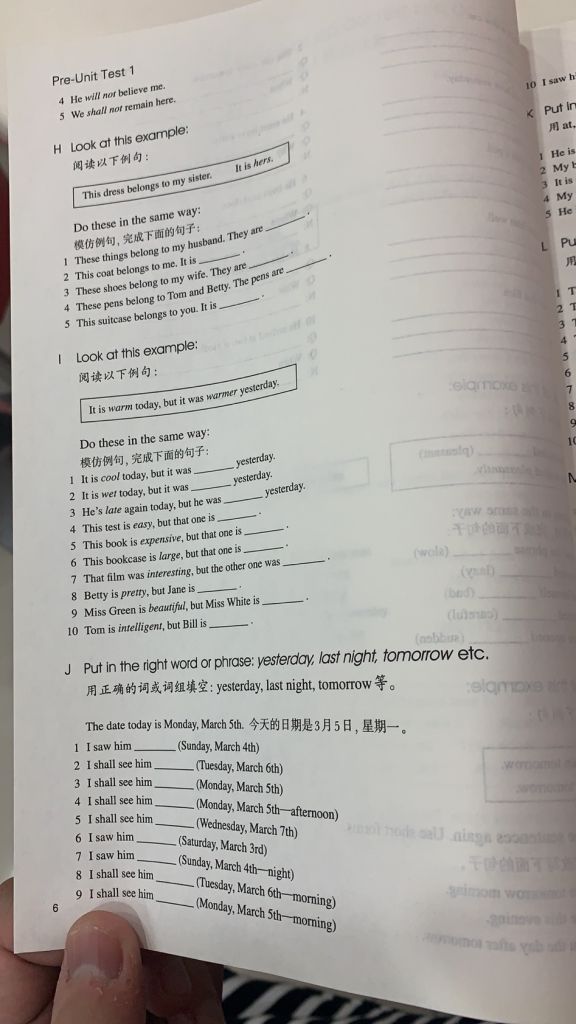 Pre-Unit Test 1
4 He will not believe me.
5 We shall not remain here.
H Look at this example:
阅读以下例句:
This dress belongs to my sister. It is hers.
Do these in the same way:
模仿例句,完成下面的句子:
1 These things belong to my husband. They are ______.
2 This coat belongs to me. It is ______.
3 These shoes belong to my wife. They are ______.
4 These pens belong to Tom and Betty. The pens are ______.
5 This suitcase belongs to you. It is ______.
I Look at this example:
阅读以下例句:
It is warm today, but it was warmer yesterday.
Do these in the same way:
模仿例句,完成下面的句子:
1 It is cool today, but it was ______ yesterday.
2 It is wet today, but it was ______ yesterday.
3 He's late again today, but he was ______ yesterday.
4 This test is easy, but that one is ______.
5 This book is expensive, but that one is ______.
6 This bookcase is large, but that one is ______.
7 That film was interesting, but the other one was ______.
8 Betty is pretty, but Jane is ______.
9 Miss Green is beautiful, but Miss White is ______.
10 Tom is intelligent, but Bill is ______.
J Put in the right word or phrase: yesterday, last night, tomorrow etc.
用正确的词或词组填空: yesterday, last night, tomorrow 等。
The date today is Monday, March 5th. 今天的日期是3月5日,星期一。
1 I saw him ______ (Sunday, March 4th)
2 I shall see him ______ (Tuesday, March 6th)
3 I shall see him ______ (Monday, March 5th)
4 I shall see him ______ (Monday, March 5th—afternoon)
5 I shall see him ______ (Wednesday, March 7th)
6 I saw him ______ (Saturday, March 3rd)
7 I saw him ______ (Sunday, March 4th—night)
8 I shall see him ______ (Tuesday, March 6th—morning)
9 I shall see him ______ (Monday, March 5th—morning)
6
10 I saw
K Put in
用 at,
1 He is
2 My
3 It is
4 My
5 He
L
1
2
3
4
5
6
7
8
9
10